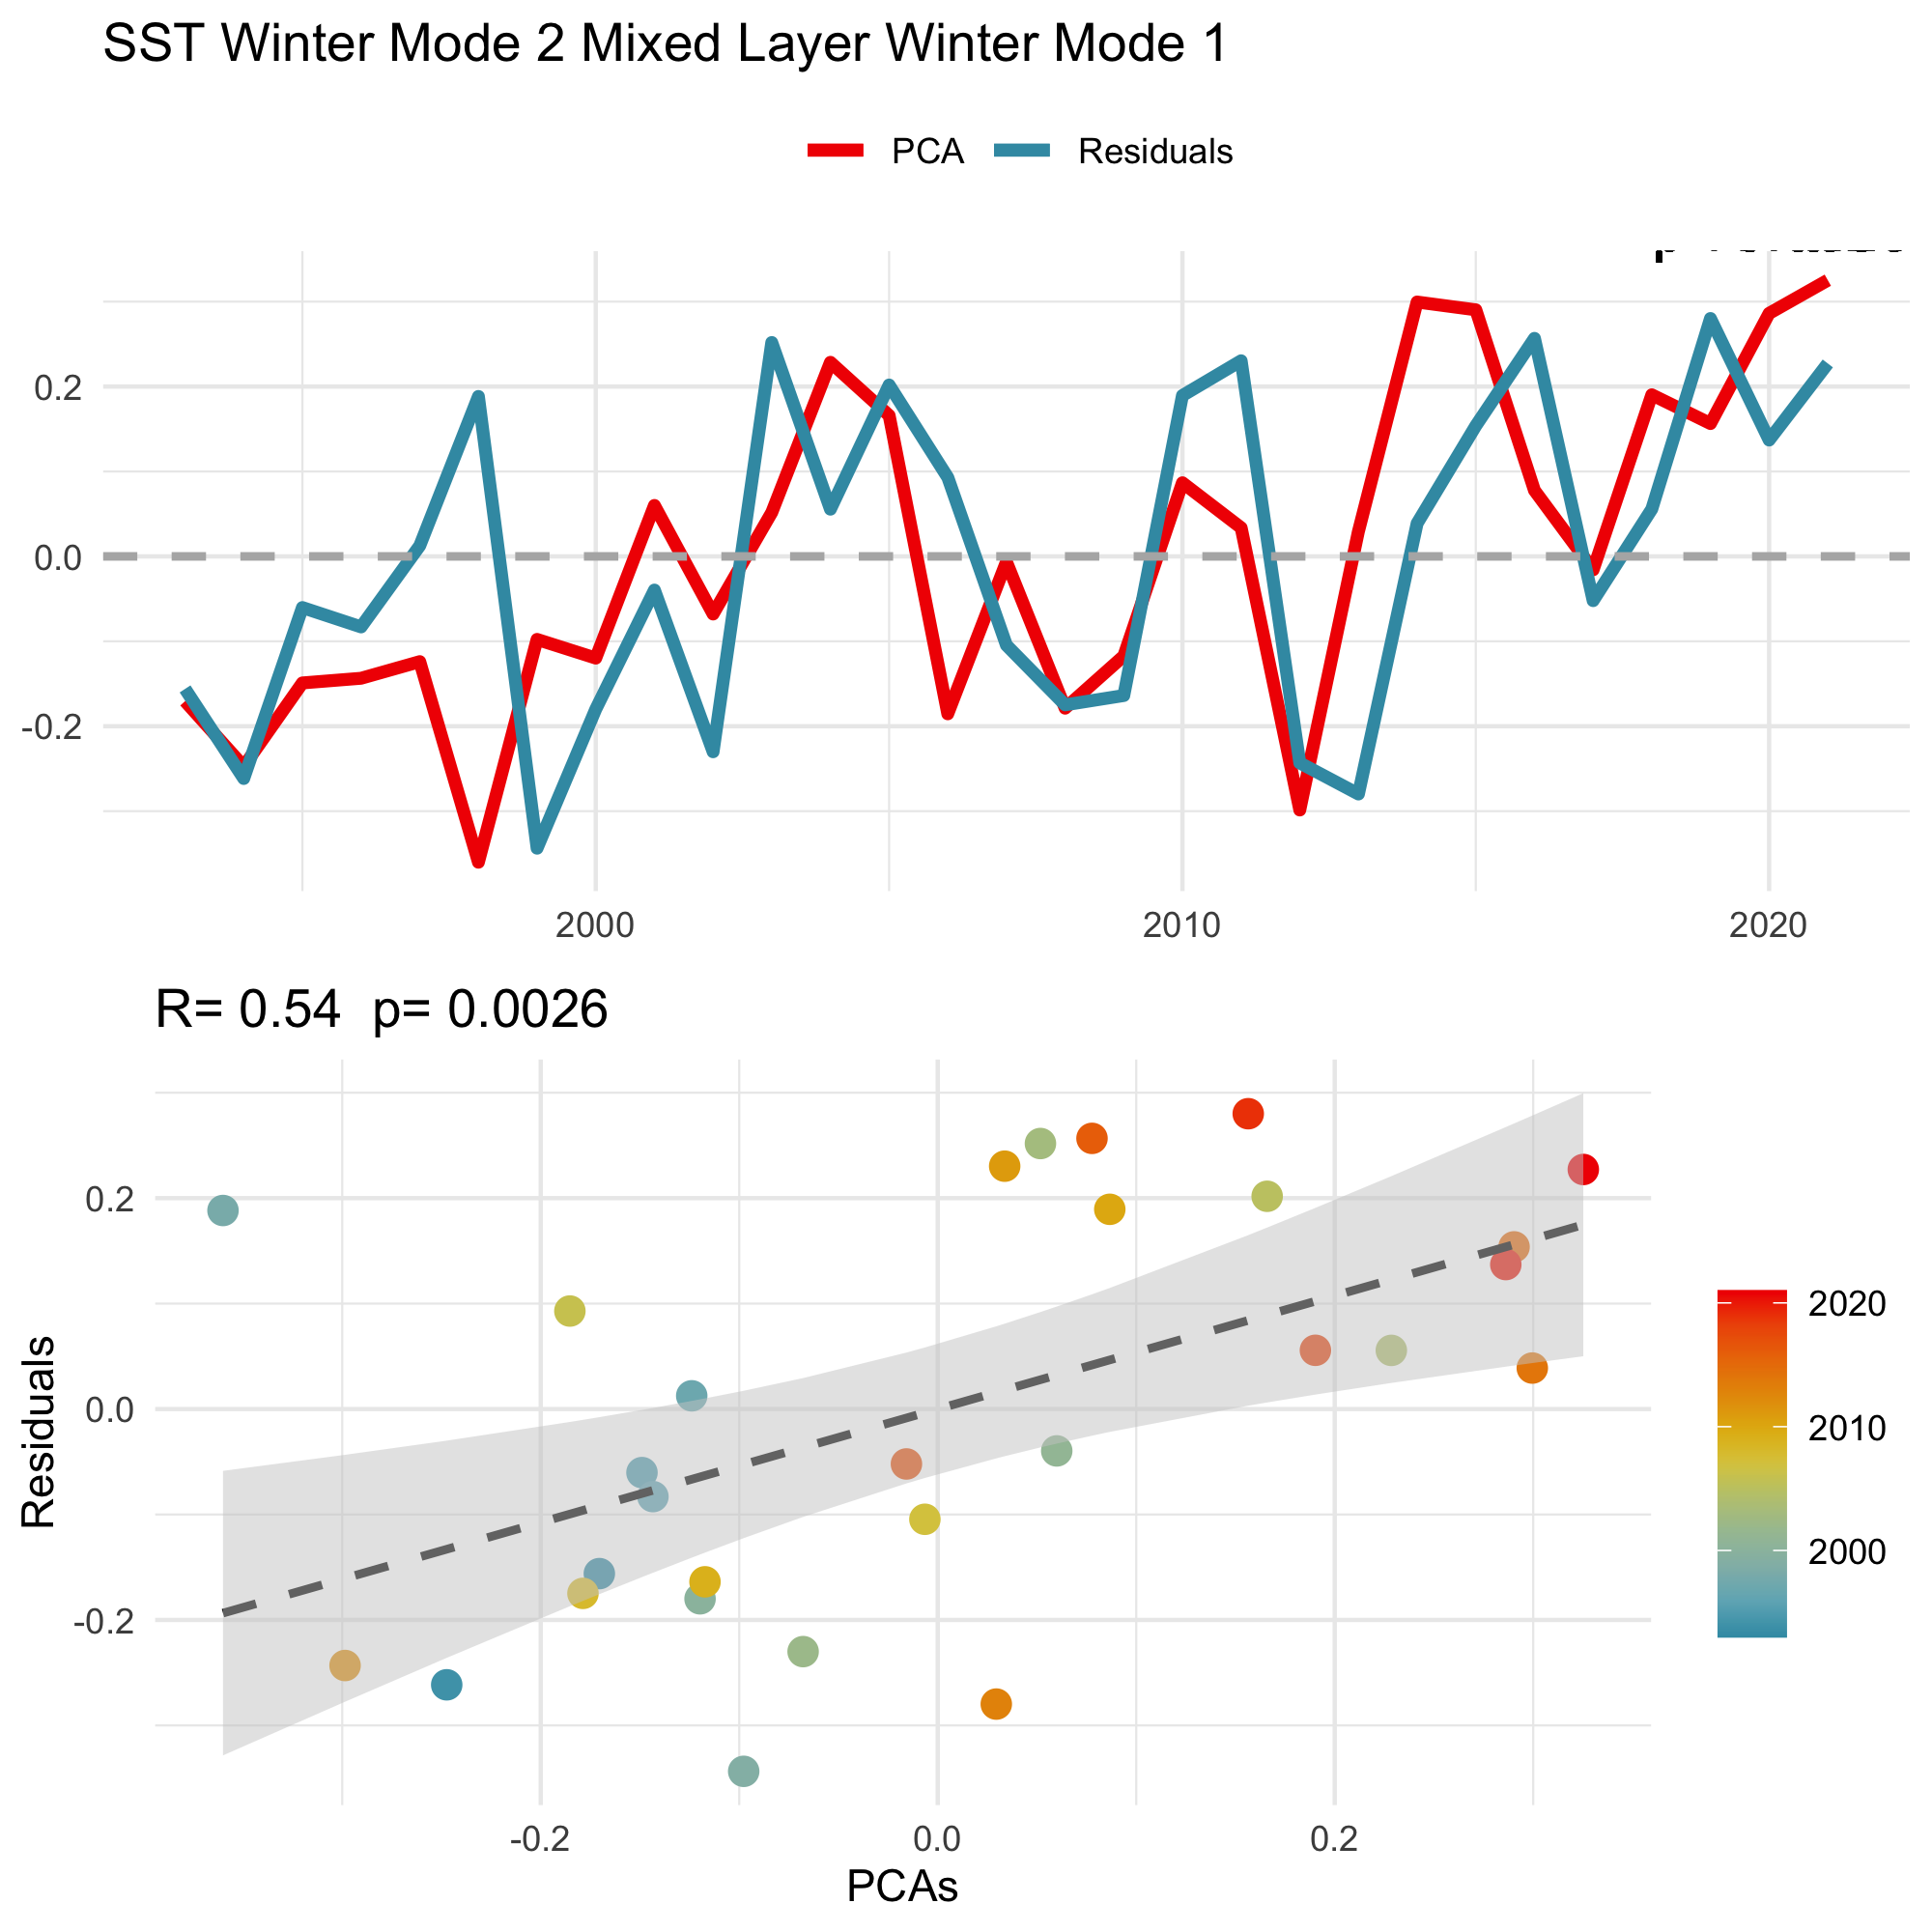 SST Winter Mode 2 Mixed Layer Winter Mode 1
PCA Residuals
0.2
0.0
-0.2
2000 2010 2020
R= 0.54 p= 0.0026
Residuals
0.2
0.0
-0.2
-0.2 0.0 0.2
PCAs
2020
2010
2000